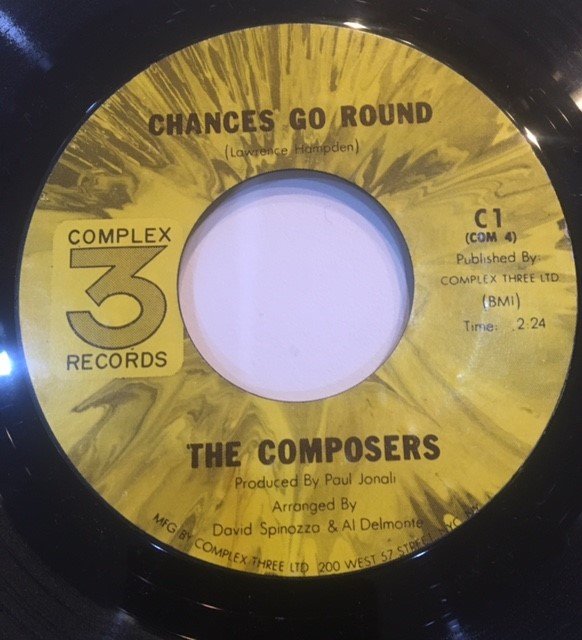 CHANCES GO ROUND
(Lawrence Hampden)
COMPLEX
3
RECORDS
C 1
(COM 4)
Published By:
COMPLEX THREE LTD
(BMI)
Time: 2:24
THE COMPOSERS
Produced By Paul Jonali
Arranged By
David Spinozza & Al Delmonte
MFG BY COMPLEX THREE LTD 200 WEST 57 STREET NYC